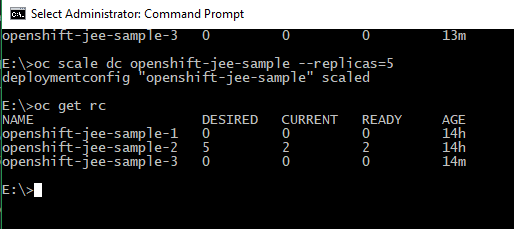 Select Administrator: Command Prompt
openshift-jee-sample-3 0 0 0 13m
E:\>oc scale dc openshift-jee-sample --replicas=5
deploymentconfig "openshift-jee-sample" scaled
E:\>oc get rc
NAME DESIRED CURRENT READY AGE
openshift-jee-sample-1 0 0 0 14h
openshift-jee-sample-2 5 2 2 14h
openshift-jee-sample-3 0 0 0 14m
E:\>